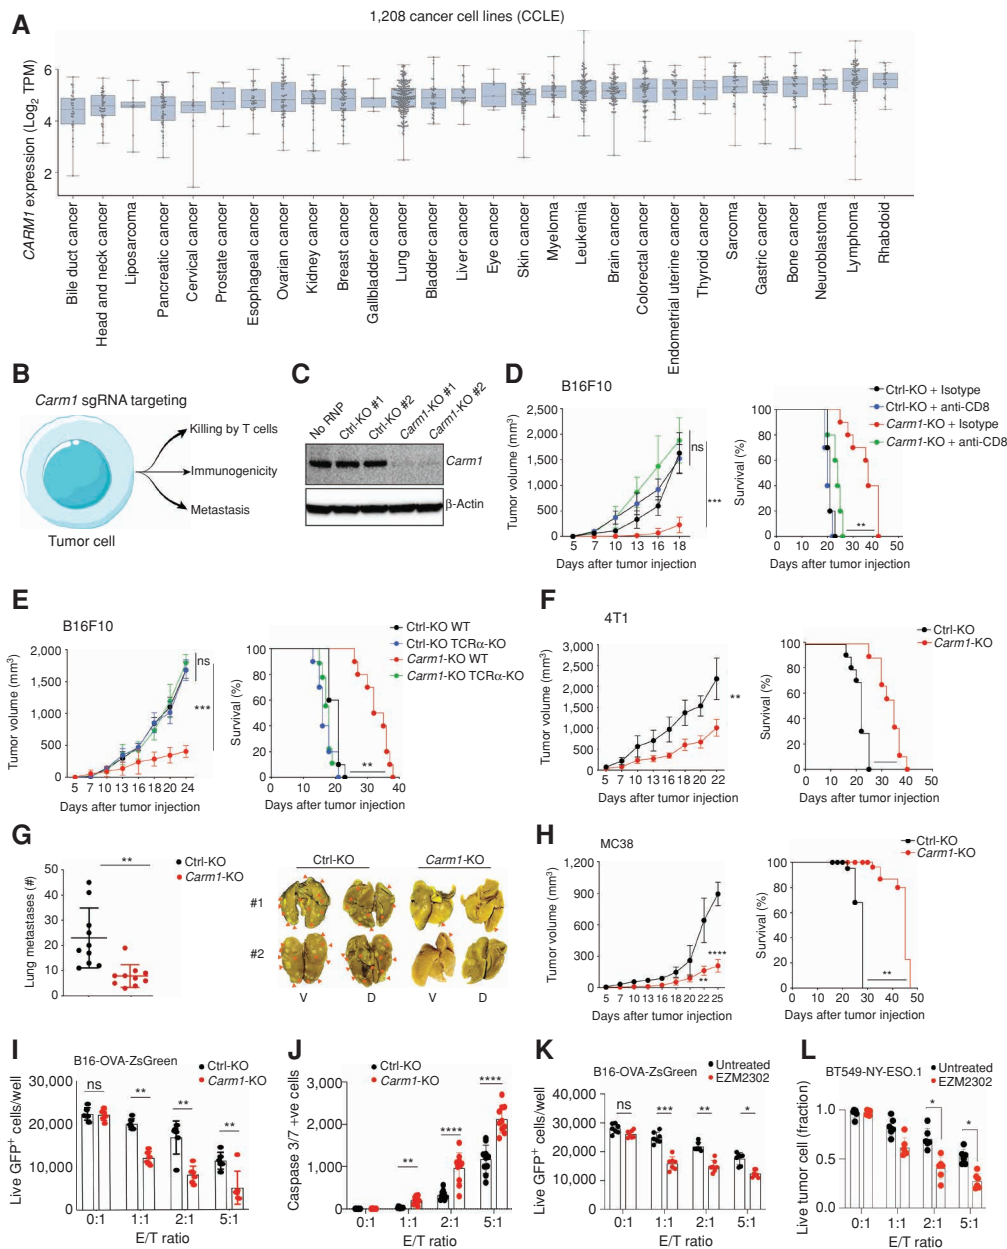 1,208 cancer cell lines (CCLE)
A
CARM1 expression (Log2 TPM)
6
4
2
Bile duct cancer
Head and neck cancer
Liposarcoma
Pancreatic cancer
Cervical cancer
Prostate cancer
Esophageal cancer
Ovarian cancer
Kidney cancer
Breast cancer
Gallbladder cancer
Lung cancer
Bladder cancer
Liver cancer
Eye cancer
Skin cancer
Myeloma
Leukemia
Brain cancer
Colorectal cancer
Endometrial uterine cancer
Thyroid cancer
Sarcoma
Gastric cancer
Bone cancer
Neuroblastoma
Lymphoma
Rhaboid
B
Carm1 sgRNA targeting
Killing by T cells
Immunogenicity
Metastasis
Tumor cell
C
No RNP
Ctrl-KO #1
Ctrl-KO #2
Carm1-KO #1
Carm1-KO #2
Carm1
β-Actin
D
B16F10
Tumor volume (mm3)
2,500
2,000
1,500
1,000
500
0
5 7 10 13 16 18
Days after tumor injection
ns
***
Survival (%)
100
80
60
40
20
0
0 10 20 30 40 50
Days after tumor injection
**
Ctrl-KO + Isotype
Ctrl-KO + anti-CD8
Carm1-KO + Isotype
Carm1-KO + anti-CD8
E
B16F10
Tumor volume (mm3)
2,000
1,500
1,000
500
0
5 7 10 13 16 18 20 24
Days after tumor injection
ns
***
Survival (%)
100
80
60
40
20
0
0 10 20 30 40
Days after tumor injection
**
Ctrl-KO WT
Ctrl-KO TCRα-KO
Carm1-KO WT
Carm1-KO TCRα-KO
F
4T1
Tumor volume (mm3)
3,000
2,500
2,000
1,500
1,000
500
0
5 7 10 13 16 18 20 22
Days after tumor injection
**
Survival (%)
100
80
60
40
20
0
0 10 20 30 40 50
Days after tumor injection
Ctrl-KO
Carm1-KO
G
Lung metastases (#)
50
40
30
20
10
0
**
Ctrl-KO
Carm1-KO
Ctrl-KO
Carm1-KO
#1
#2
V D V D
H
MC38
Tumor volume (mm3)
1,200
900
600
300
0
5 7 10 13 14 16 18 20 22 25
Days after tumor injection
****
**
Survival (%)
100
80
60
40
20
0
0 10 20 30 40 50
Days after tumor injection
**
Ctrl-KO
Carm1-KO
I
B16-OVA-ZsGreen
Ctrl-KO
Carm1-KO
Live GFP+ cells/well
30,000
20,000
10,000
0
ns ** ** **
0:1 1:1 2:1 5:1
E/T ratio
J
Ctrl-KO
Carm1-KO
Caspase 3/7 +ve cells
3,000
2,000
1,000
0
** **** ****
0:1 1:1 2:1 5:1
E/T ratio
K
B16-OVA-ZsGreen
Untreated
EZM2302
Live GFP+ cells/well
40,000
30,000
20,000
10,000
0
ns *** ** *
0:1 1:1 2:1 5:1
E/T ratio
L
BT549-NY-ESO.1
Untreated
EZM2302
Live tumor cell (fraction)
1.0
0.5
0.0
* *
0:1 1:1 2:1 5:1
E/T ratio